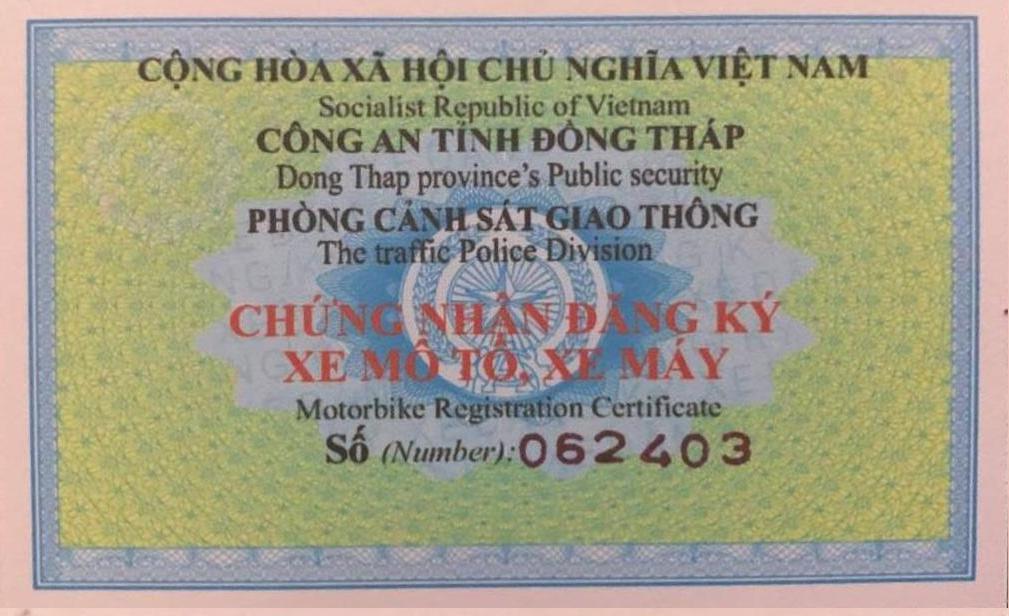 CỘNG HÒA XÃ HỘI CHỦ NGHĨA VIỆT NAM
Socialist Republic of Vietnam
CÔNG AN TỈNH ĐỒNG THÁP
Dong Thap province's Public security
PHÒNG CẢNH SÁT GIAO THÔNG
The traffic Police Division
CHỨNG NHẬN ĐĂNG KÝ
XE MÔ TÔ, XE MÁY
Motorbike Registration Certificate
Số (Number): 062403